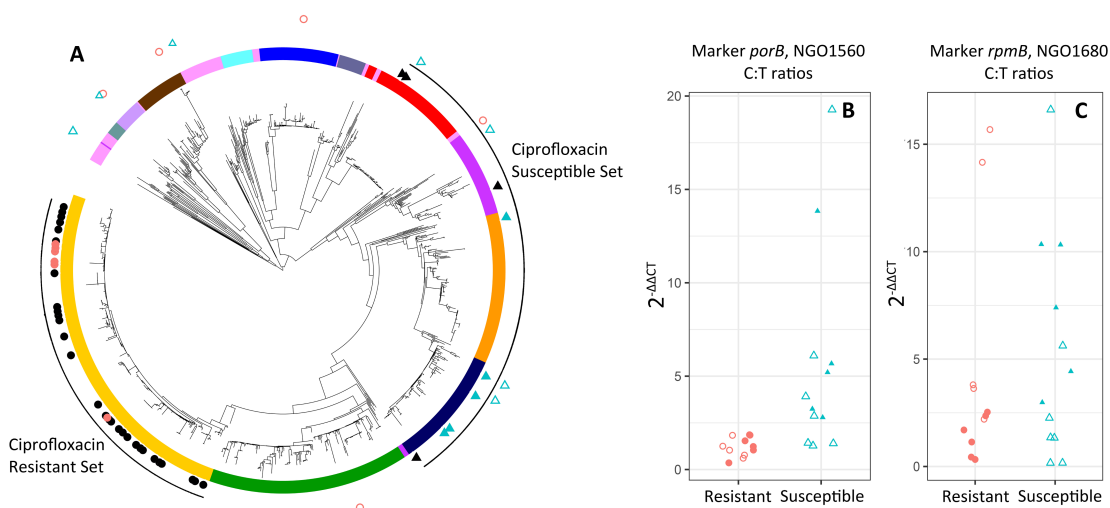 A
Ciprofloxacin
Susceptible Set
Ciprofloxacin
Resistant Set
Marker porB, NGO1560
C:T ratios
B
20
15
10
5
0
2^-ΔΔCT
Resistant Susceptible
Marker rpmB, NGO1680
C:T ratios
C
15
10
5
0
2^-ΔΔCT
Resistant Susceptible